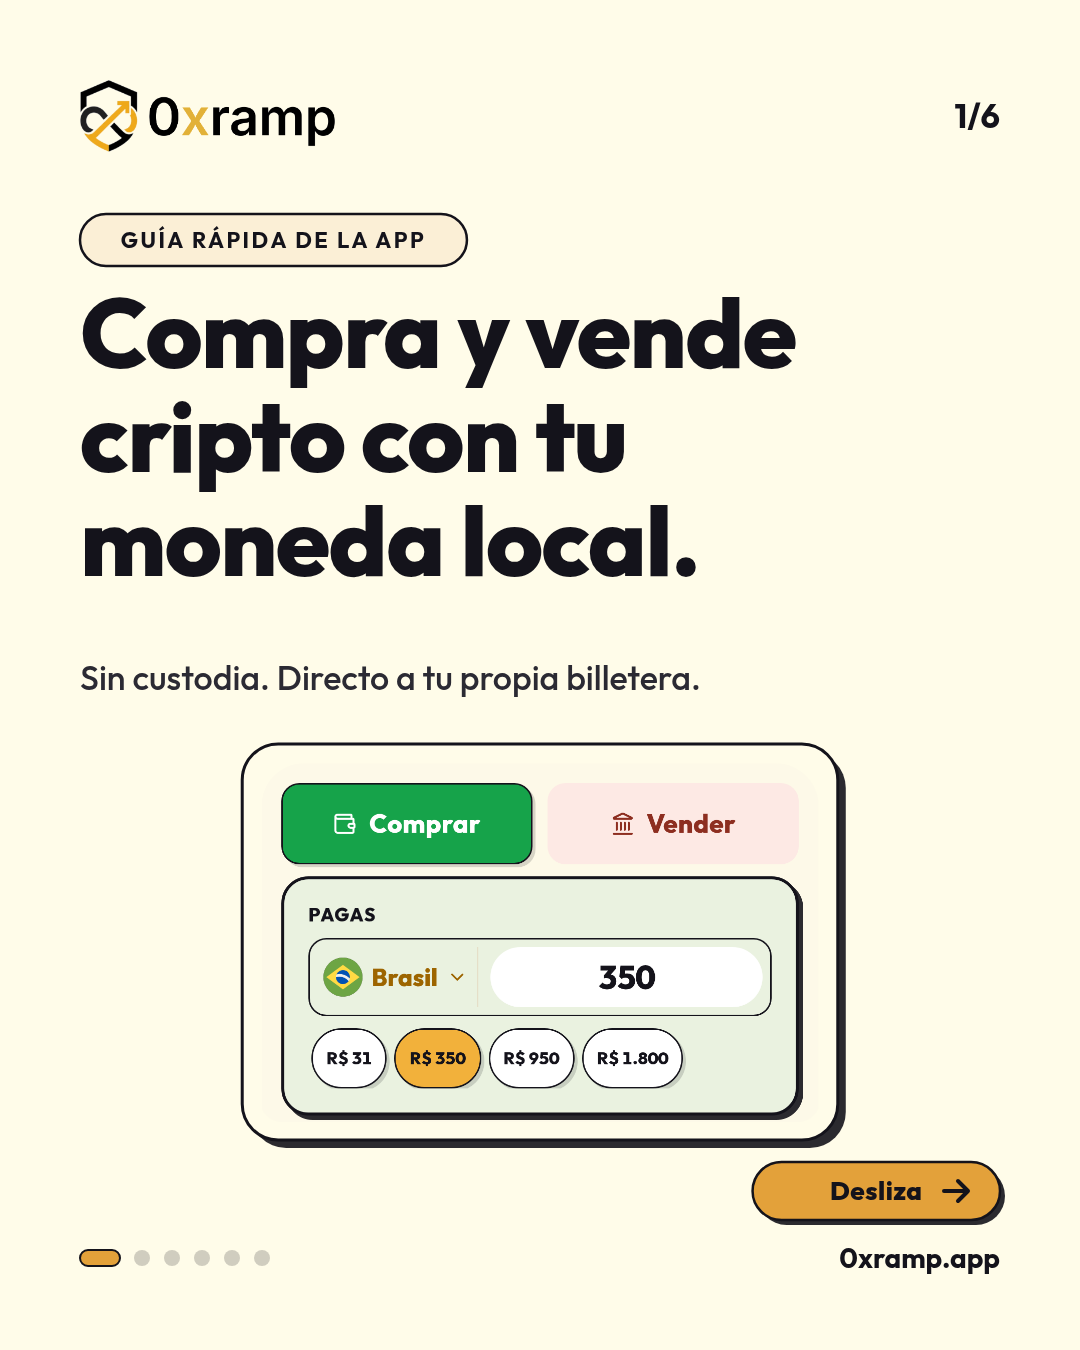 0xramp
1/6
GUÍA RÁPIDA DE LA APP
Compra y vende
cripto con tu
moneda local.
Sin custodia. Directo a tu propia billetera.
Comprar
Vender
PAGAS
Brasil
350
R$ 31
R$ 350
R$ 950
R$ 1.800
Desliza
0xramp.app